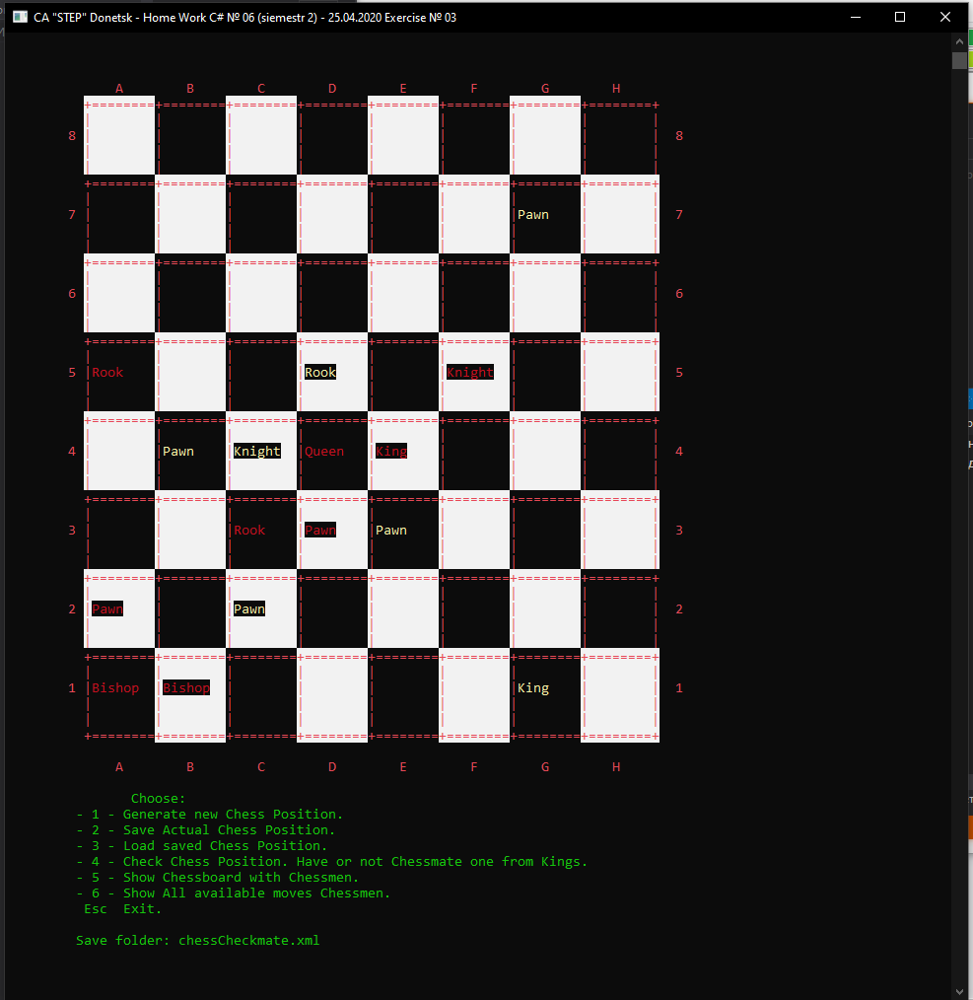 CA "STEP" Donetsk - Home Work C# № 06 (siemestr 2) - 25.04.2020 Exercise № 03
A B C D E F G H
+========+========+========+========+========+========+========+========+
8 8
+========+========+========+========+========+========+========+========+
7 Pawn 7
+========+========+========+========+========+========+========+========+
6 6
+========+========+========+========+========+========+========+========+
5 Rook Rook Knight 5
+========+========+========+========+========+========+========+========+
4 Pawn Knight Queen King 4
+========+========+========+========+========+========+========+========+
3 Rook Pawn Pawn 3
+========+========+========+========+========+========+========+========+
2 Pawn Pawn 2
+========+========+========+========+========+========+========+========+
1 Bishop Bishop King 1
+========+========+========+========+========+========+========+========+
A B C D E F G H
Choose:
- 1 - Generate new Chess Position.
- 2 - Save Actual Chess Position.
- 3 - Load saved Chess Position.
- 4 - Check Chess Position. Have or not Chessmate one from Kings.
- 5 - Show Chessboard with Chessmen.
- 6 - Show All available moves Chessmen.
Esc Exit.
Save folder: chessCheckmate.xml